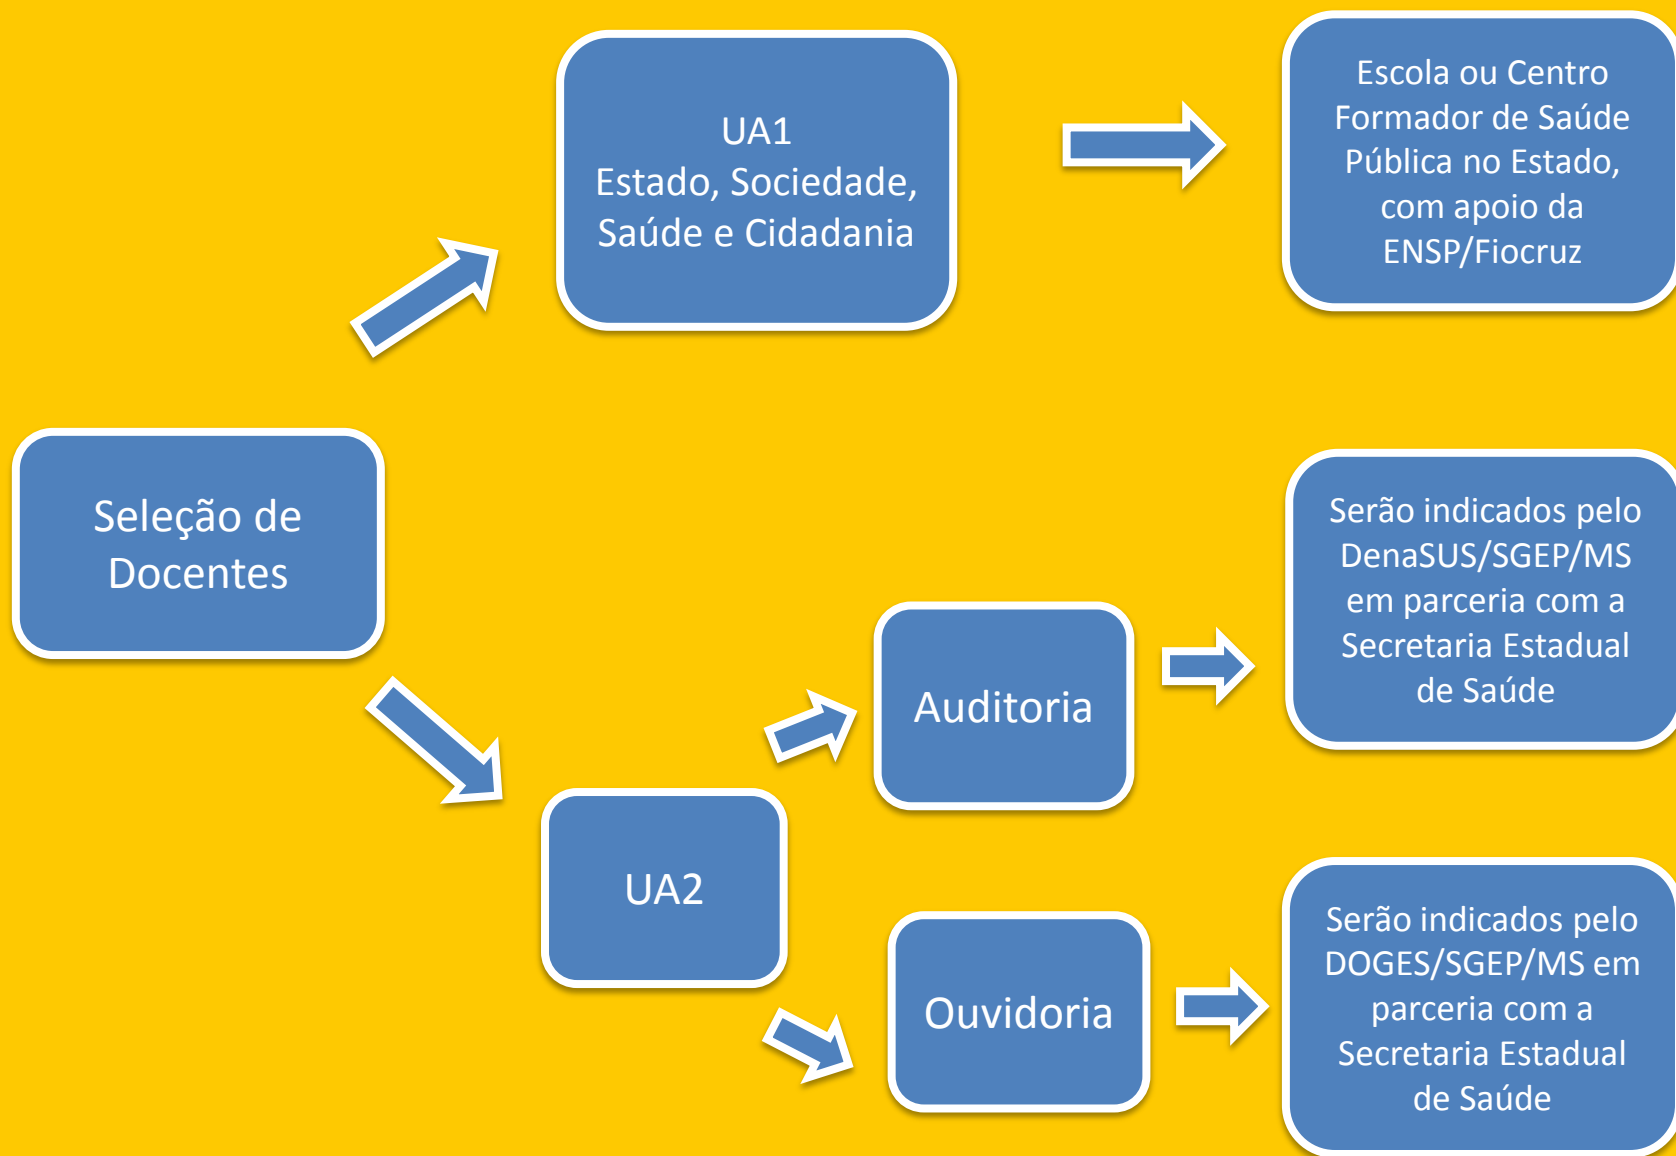 UA1
Estado, Sociedade,
Saúde e Cidadania
Escola ou Centro
Formador de Saúde
Pública no Estado,
com apoio da
ENSP/Fiocruz
Seleção de
Docentes
UA2
Auditoria
Serão indicados pelo
DenaSUS/SGEP/MS
em parceria com a
Secretaria Estadual
de Saúde
Ouvidoria
Serão indicados pelo
DOGES/SGEP/MS em
parceria com a
Secretaria Estadual
de Saúde